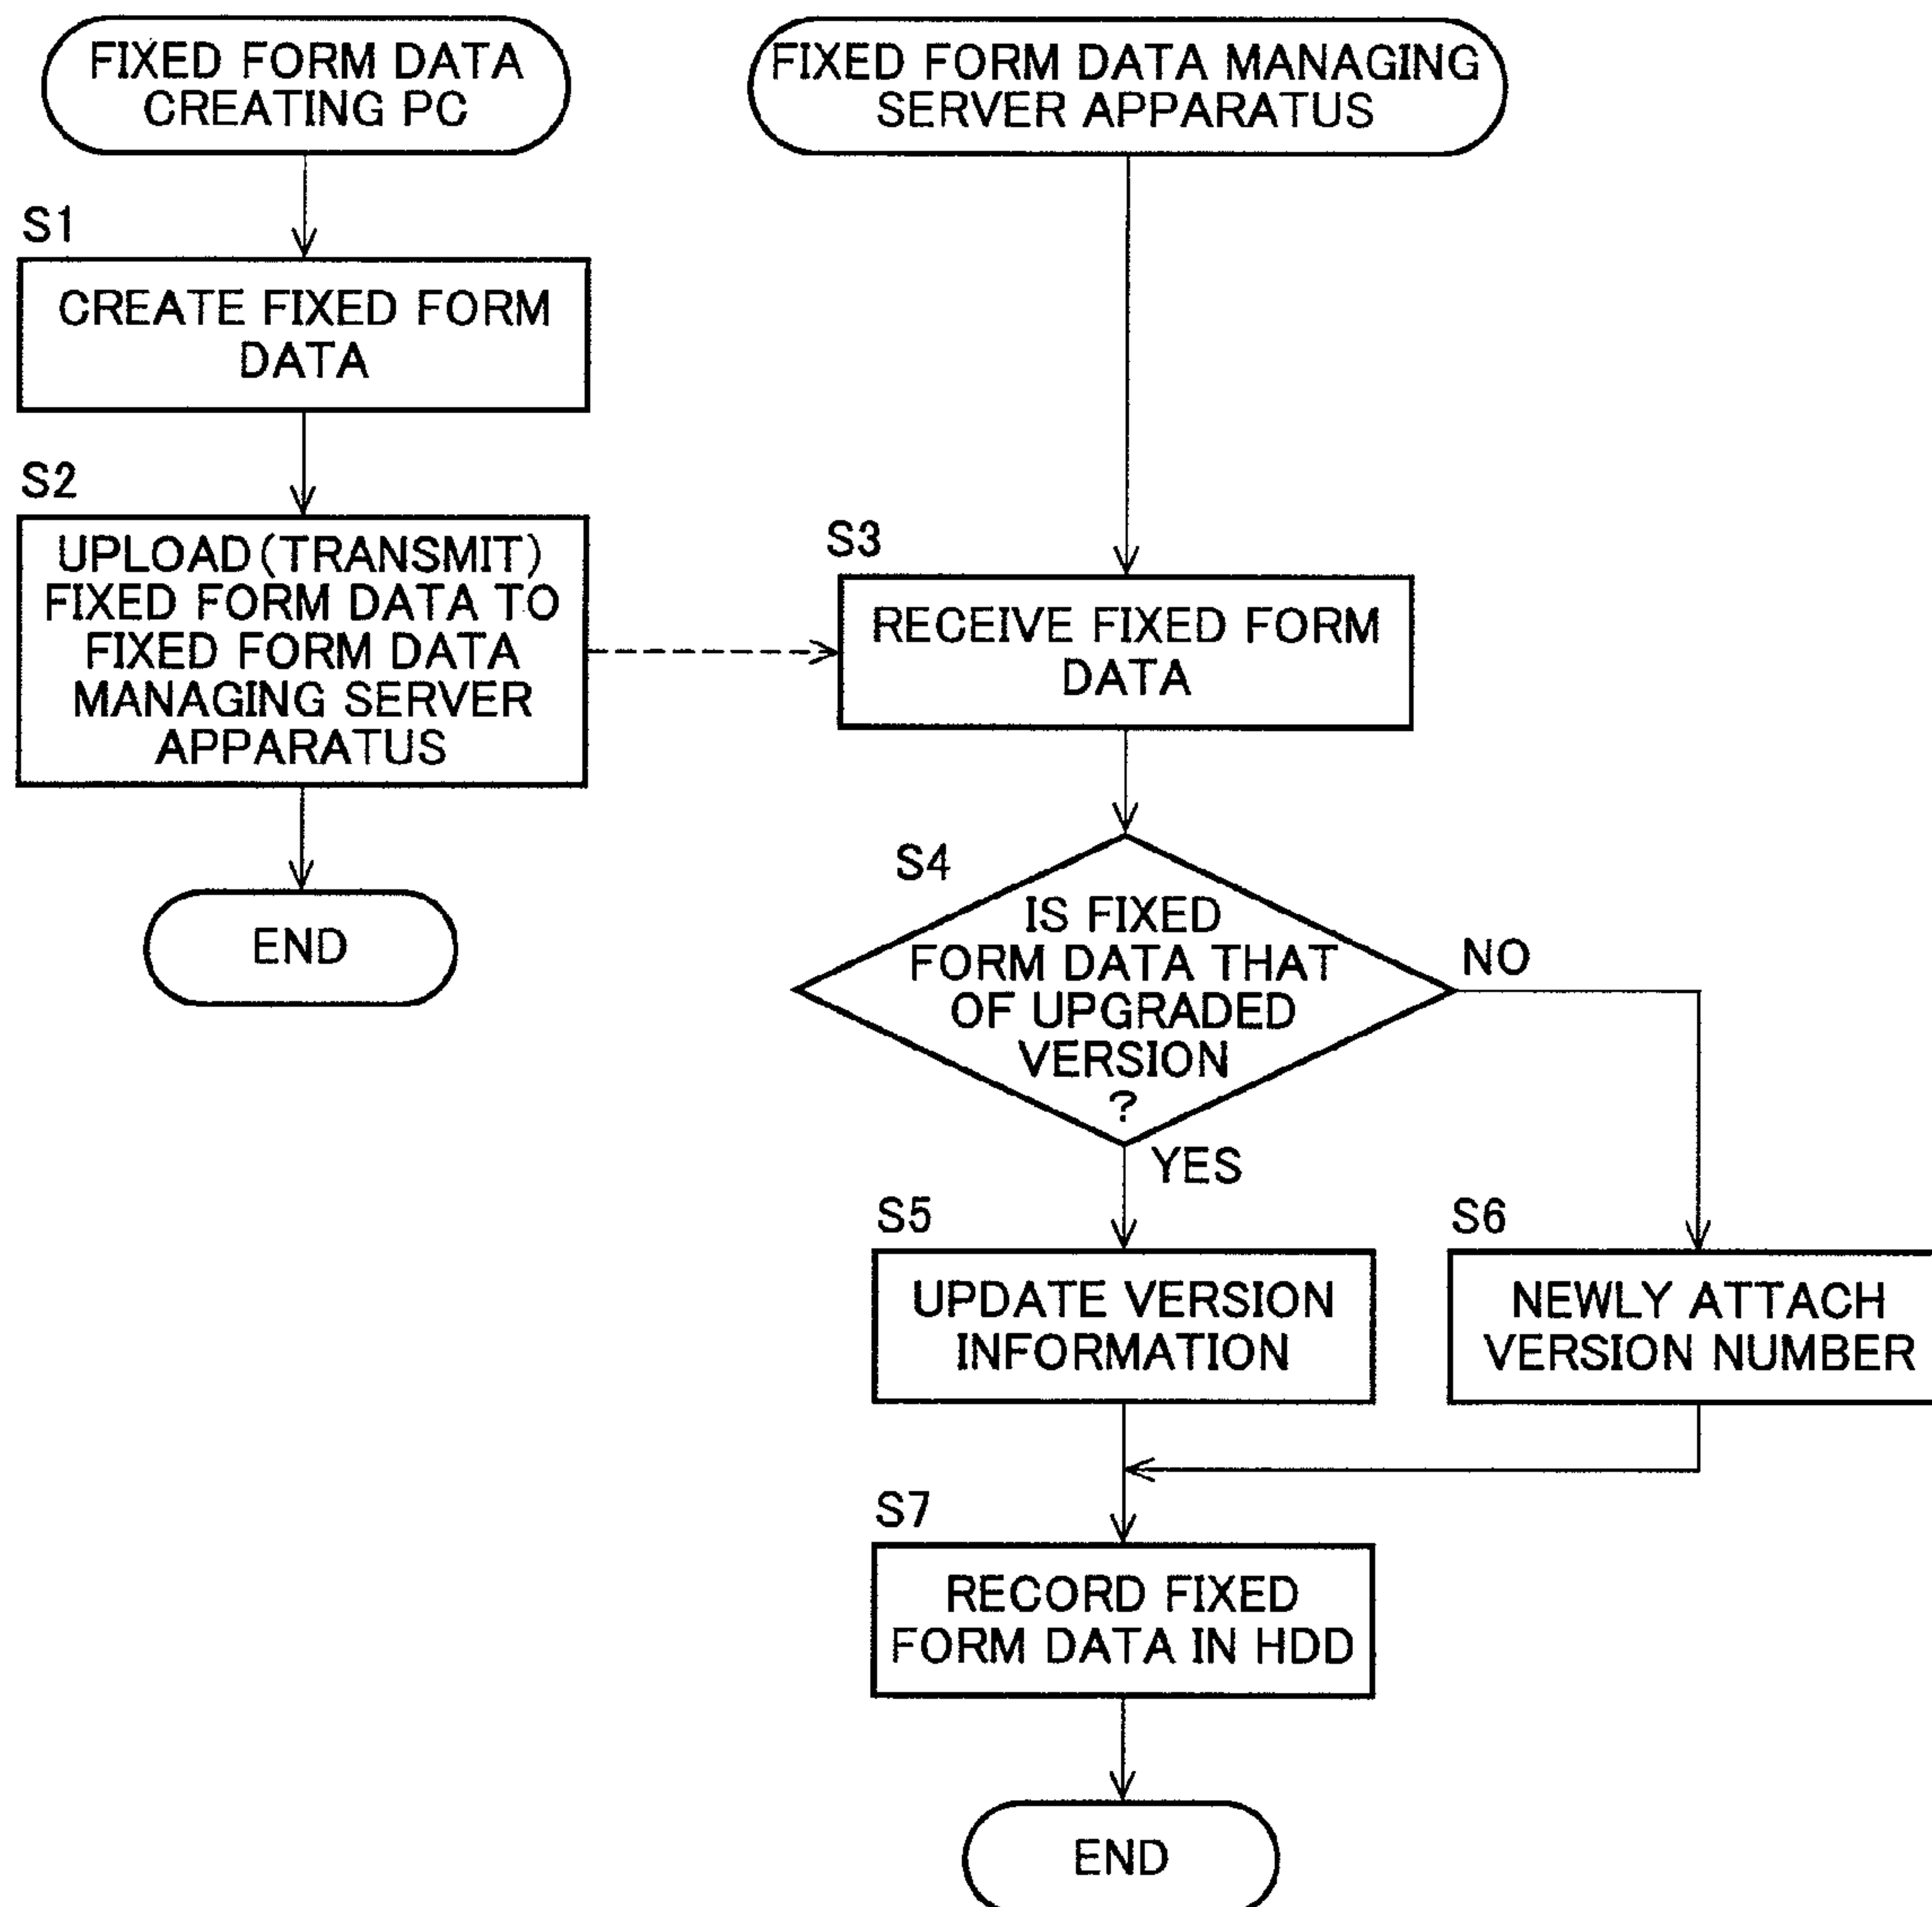 FIXED FORM DATA
CREATING PC
S1
CREATE FIXED FORM
DATA
S2
UPLOAD(TRANSMIT)
FIXED FORM DATA TO
FIXED FORM DATA
MANAGING SERVER
APPARATUS
END
FIXED FORM DATA MANAGING
SERVER APPARATUS
S3
RECEIVE FIXED FORM
DATA
S4
IS FIXED
FORM DATA THAT
OF UPGRADED
VERSION
?
NO
YES
S5
UPDATE VERSION
INFORMATION
S6
NEWLY ATTACH
VERSION NUMBER
S7
RECORD FIXED
FORM DATA IN HDD
END